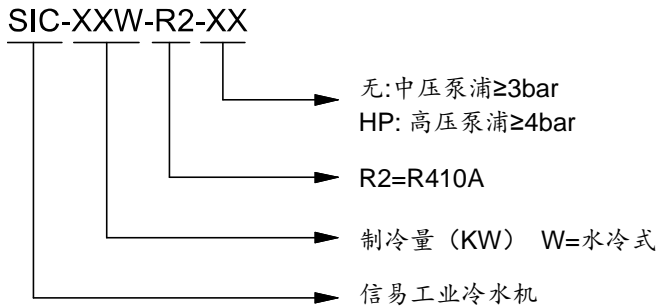 SIC-XXW-R2-XX
无:中压泵浦≥3bar
HP: 高压泵浦≥4bar
R2=R410A
制冷量（KW） W=水冷式
信易工业冷水机